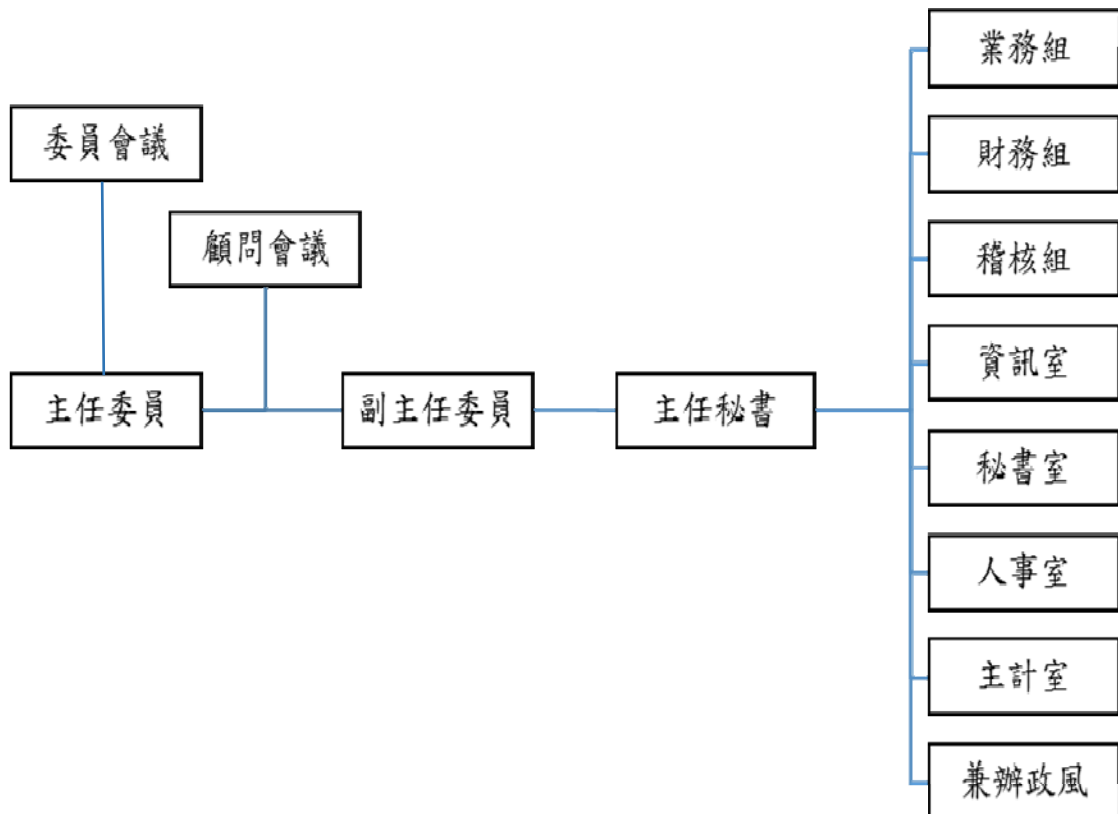 委員會議
顧問會議
主任委員
副主任委員
主任秘書
業務組
財務組
稽核組
資訊室
秘書室
人事室
主計室
兼辦政風